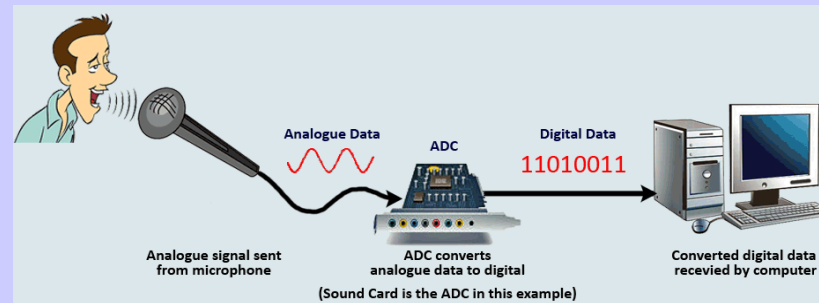 Analogue Data
ADC
Digital Data
11010011
Analogue signal sent
from microphone
ADC converts
analogue data to digital
Converted digital data
recevied by computer
(Sound Card is the ADC in this example)